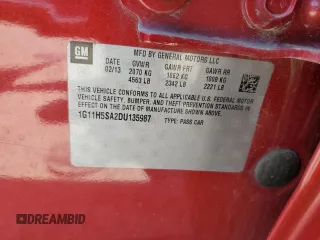 GM
MFD BY GENERAL MOTORS LLC
DATE GVWR GAWR FRT GAWR RR
02/13 2070 KG 1062 KG 1008 KG
4563 LB 2342 LB 2221 LB
THIS VEHICLE CONFORMS TO ALL APPLICABLE U.S. FEDERAL MOTOR
VEHICLE SAFETY, BUMPER, AND THEFT PREVENTION STANDARDS
IN EFFECT ON THE DATE OF MANUFACTURE SHOWN ABOVE.
1G11H5SA2DU135987 TYPE: PASS CAR
DREAMBID